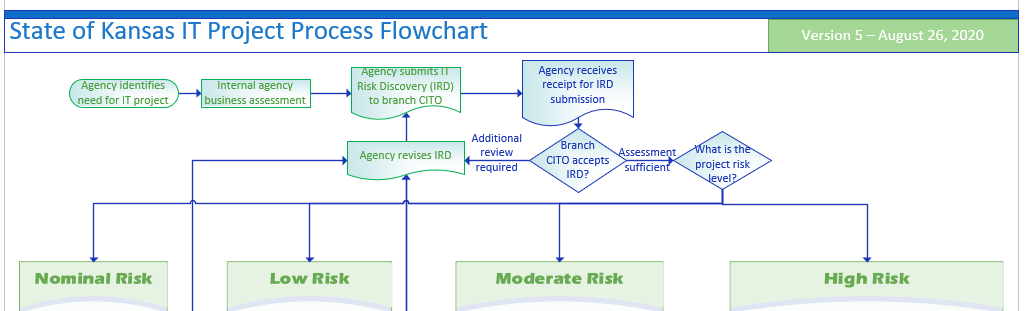 State of Kansas IT Project Process Flowchart
Version 5 – August 26, 2020
Agency identifies
need for IT project
Internal agency
business assessment
Agency submits IT
Risk Discovery (IRD)
to branch CITO
Agency receives
receipt for IRD
submission
Agency revises IRD
Additional
review
required
Branch
CITO accepts
IRD?
Assessment
sufficient
What is the
project risk
level?
Nominal Risk
Low Risk
Moderate Risk
High Risk